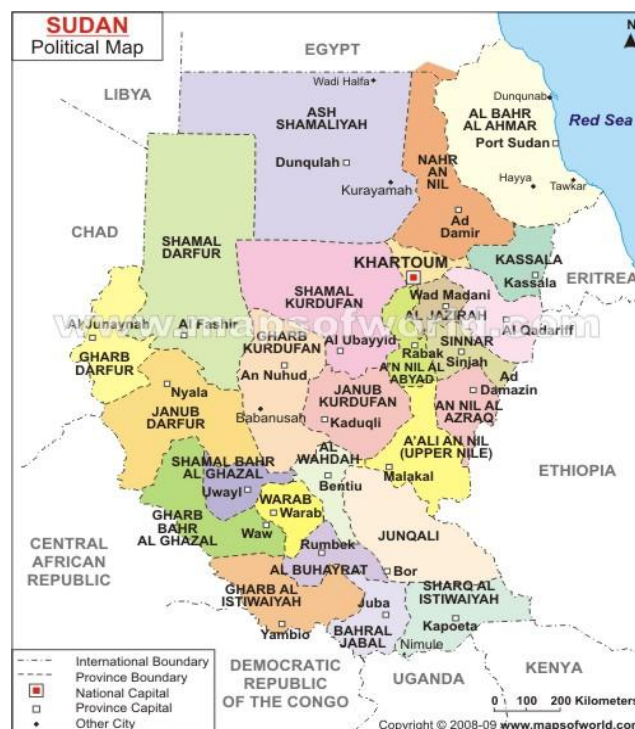 SUDAN
Political Map
N
EGYPT
LIBYA
Wadi Halfa
ASH
SHAMALIYAH
Dunqulah
Kurayamah
NAHR
AN
NIL
Ad
Damir
Dunqunab
AL BAHR
AL AHMAR
Port Sudan
Red Sea
Hayya
Tawkar
CHAD
SHAMAL
DARFUR
KHARTOUM
KASSALA
Kassala
ERITREA
SHAMAL
KURDUFAN
Wad Madani
AL JAZIRAH
www.mapsofworld.com
Al Junaynah
Al Fashir
GHARB
KURDUFAN
Al Ubayyid
Al Qadariff
GHARB
DARFUR
Rabak
SINNAR
Sinjah
A'N NIL AL
ABYAD
An Nuhud
Ad
Damazin
Nyala
JANUB
KURDUFAN
AN NIL AL
AZRAQ
JANUB
DARFUR
Babanusah
Kaduqli
A'ALI AN NIL
(UPPER NILE)
SHAMAL BAHR
AL GHAZAL
AL
WAHDAH
Malakal
ETHIOPIA
Uwayl
Bentiu
WARAB
Warab
GHARB
BAHR
AL GHAZAL
Waw
JUNQALI
CENTRAL
AFRICAN
REPUBLIC
Rumbek
AL BUHAYRAT
Bor
GHARB AL
ISTIWAIYAH
SHARQ AL
ISTIWAIYAH
Juba
Kapoeta
Yambio
BAHRAL
JABAL
Nimule
DEMOCRATIC
REPUBLIC
OF THE CONGO
UGANDA
KENYA
International Boundary
Province Boundary
National Capital
Province Capital
Other City
0 100 200 Kilometers
Copyright © 2008-09 www.mapsofworld.com